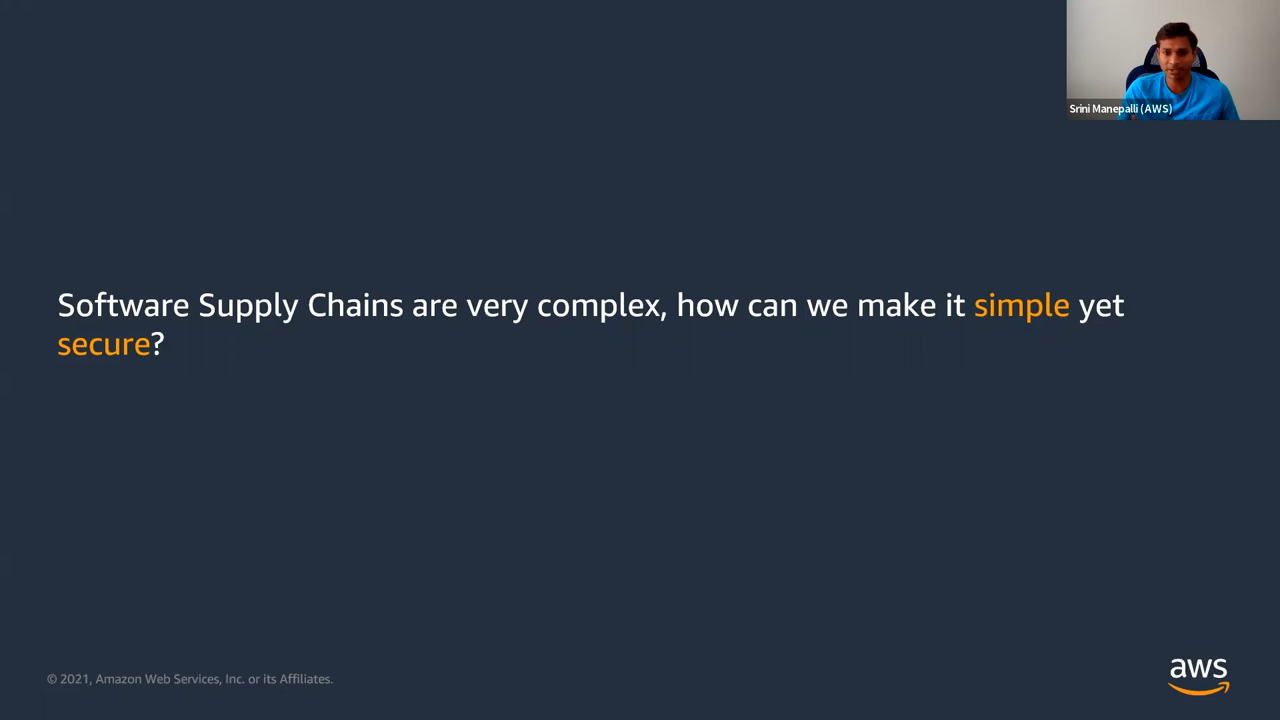 Srini Manepalli (AWS)
Software Supply Chains are very complex, how can we make it simple yet
secure?
© 2021, Amazon Web Services, Inc. or its Affiliates.
aws